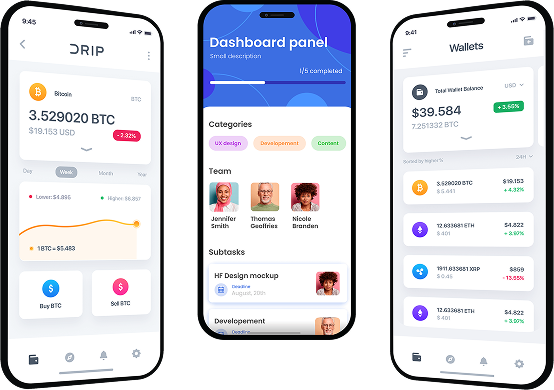 9:45
DRIP
Bitcoin
BTC
3.529020 BTC
$19.153 USD
- 2.32%
Day
Week
Month
Year
Lower: $4.895
Higher: $6.857
1 BTC = $5.483
Buy BTC
Sell BTC
Dashboard panel
Small description
1/5 completed
Categories
UX design
Developement
Content
Team
Jennifer
Smith
Thomas
Geoffries
Nicole
Branden
Subtasks
HF Design mockup
Deadline
August, 20th
Developement
Deadline
9:41
Wallets
Total Wallet Balance
USD
$39.584
7.251332 BTC
+ 3.55%
Sorted by higher %
24H
3.529020 BTC
$19.153
$ 5.441
+ 4.32%
12.633681 ETH
$4.822
$ 401
+ 3.97%
1911.633681 XRP
$859
$ 0.45
- 13.55%
12.633681 ETH
$4.822
$ 401
+ 3.97%